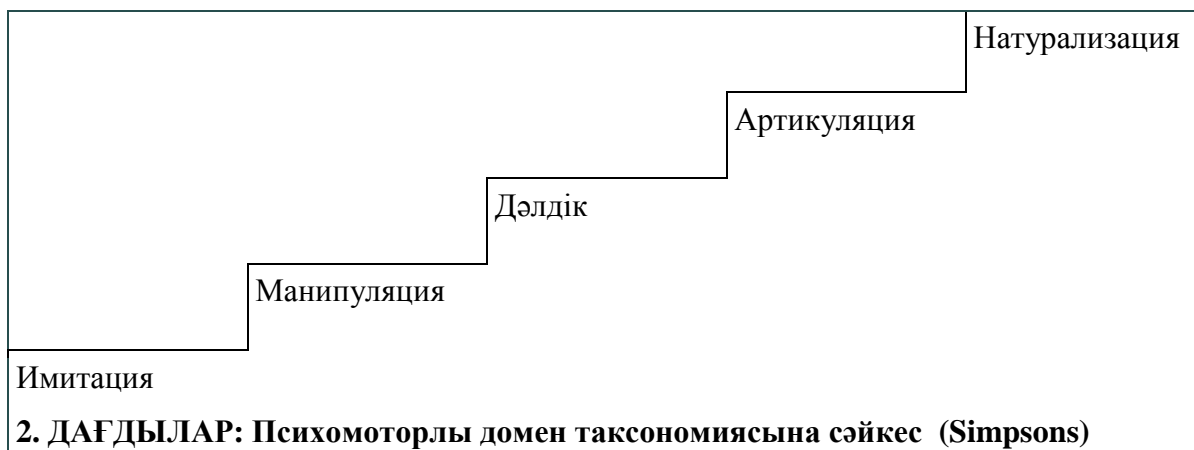 Натурализация
Артикуляция
Дәлдік
Манипуляция
Имитация
2. ДАҒДЫЛАР: Психомоторлы домен таксономиясына сәйкес (Simpsons)